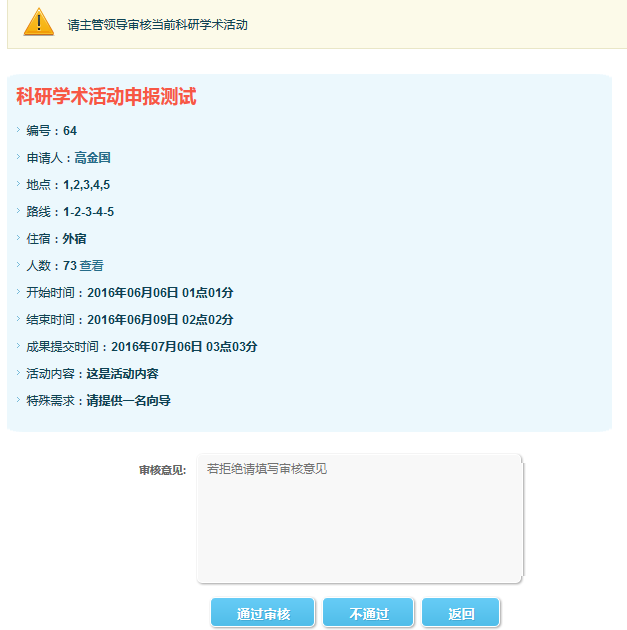 请主管领导审核当前科研学术活动
科研学术活动申报测试
编号：64
申请人：高金国
地点：1,2,3,4,5
路线：1-2-3-4-5
住宿：外宿
人数：73 查看
开始时间：2016年06月06日 01点01分
结束时间：2016年06月09日 02点02分
成果提交时间：2016年07月06日 03点03分
活动内容：这是活动内容
特殊需求：请提供一名向导
审核意见: 若拒绝请填写审核意见
通过审核 不通过 返回